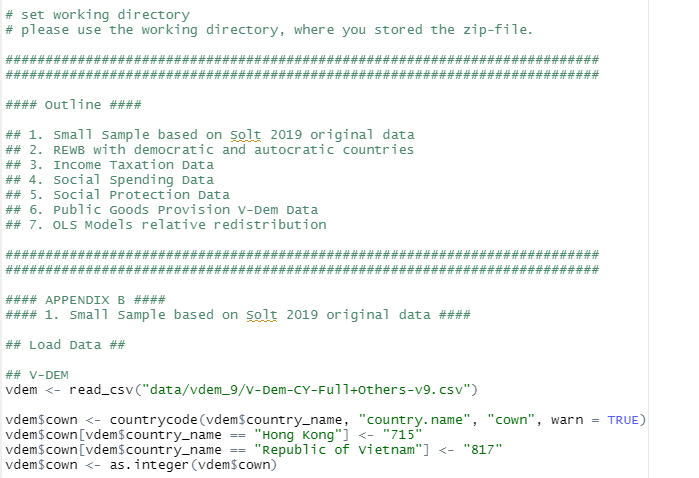 # set working directory
# please use the working directory, where you stored the zip-file.
##########################################################################
##########################################################################
#### Outline ####
## 1. Small Sample based on Solt 2019 original data
## 2. REWB with democratic and autocratic countries
## 3. Income Taxation Data
## 4. Social Spending Data
## 5. Social Protection Data
## 6. Public Goods Provision V-Dem Data
## 7. OLS Models relative redistribution
##########################################################################
##########################################################################
#### APPENDIX B ####
#### 1. Small Sample based on Solt 2019 original data ####
## Load Data ##
## V-DEM
vdem <- read_csv("data/vdem_9/V-Dem-CY-Full+Others-v9.csv")
vdem$cown <- countrycode(vdem$country_name, "country.name", "cown", warn = TRUE)
vdem$cown[vdem$country_name == "Hong Kong"] <- "715"
vdem$cown[vdem$country_name == "Republic of Vietnam"] <- "817"
vdem$cown <- as.integer(vdem$cown)